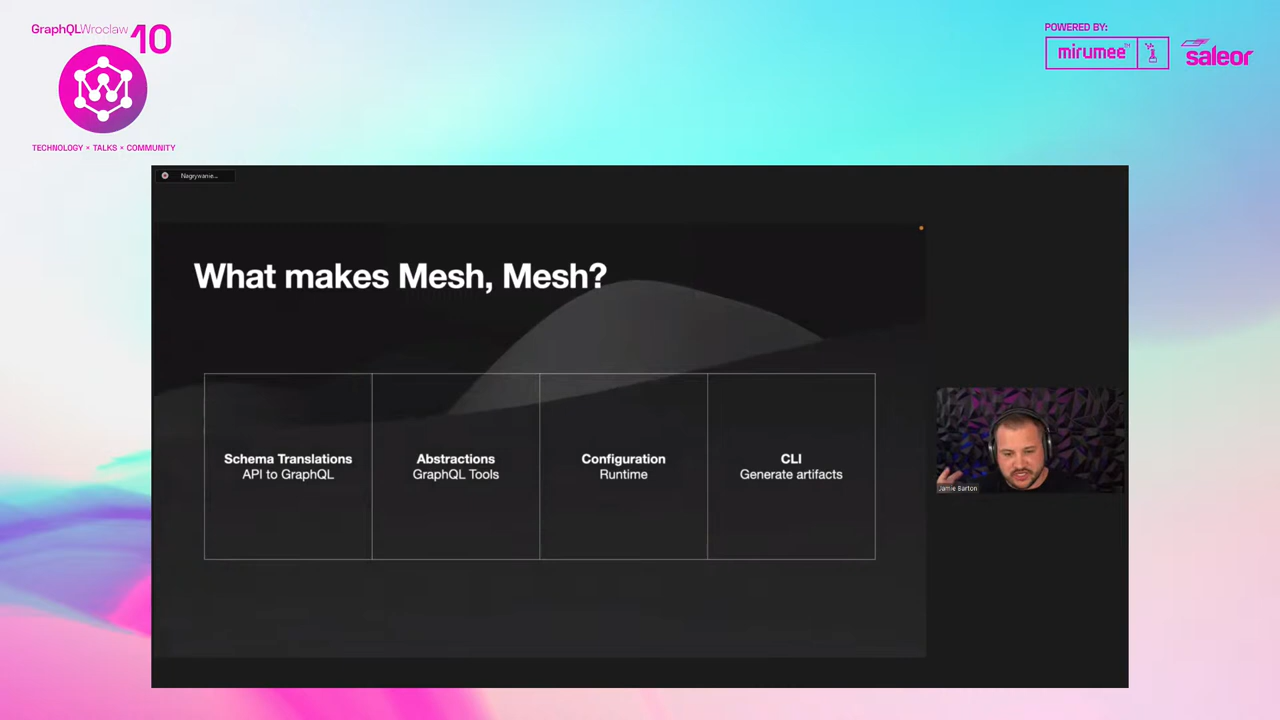 GraphQLWroclaw 10
TECHNOLOGY × TALKS × COMMUNITY
POWERED BY:
mirumee
saleor
Nagrywanie...
What makes Mesh, Mesh?
Schema Translations
API to GraphQL
Abstractions
GraphQL Tools
Configuration
Runtime
CLI
Generate artifacts
Jamie Barton